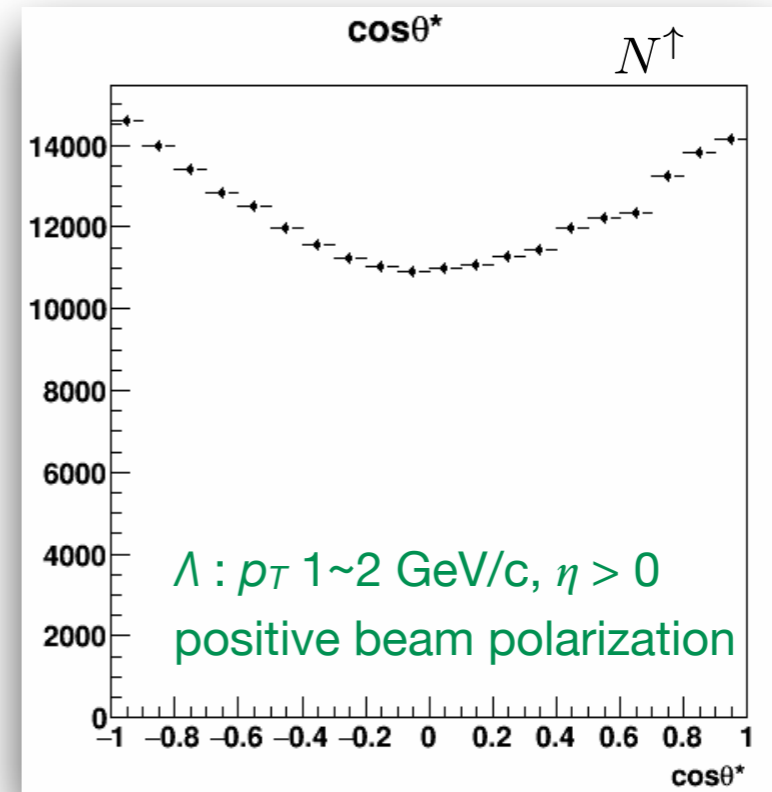 cosθ*
N↑
14000
12000
10000
8000
6000
4000
2000
0
Λ : pT 1~2 GeV/c, η > 0
positive beam polarization
−1 −0.8 −0.6 −0.4 −0.2 0 0.2 0.4 0.6 0.8 1
cosθ*